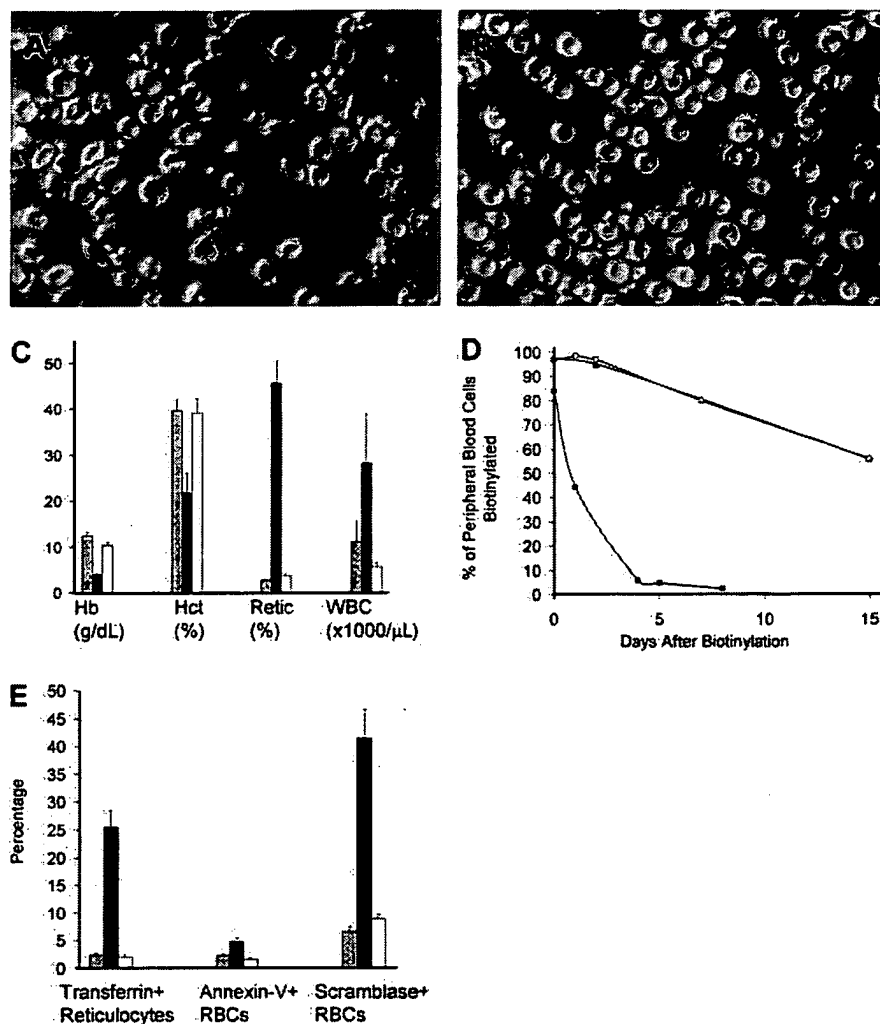 A
C
50
40
30
20
10
0
Hb Hct Retic WBC
(g/dL) (%) (%) (x1000/μL)
D
% of Peripheral Blood Cells
Biotinylated
100
90
80
70
60
50
40
30
20
10
0
0 5 10 15
Days After Biotinylation
E
Percentage
50
45
40
35
30
25
20
15
10
5
0
Transferrin+ Annexin-V+ Scramblase+
Reticulocytes RBCs RBCs